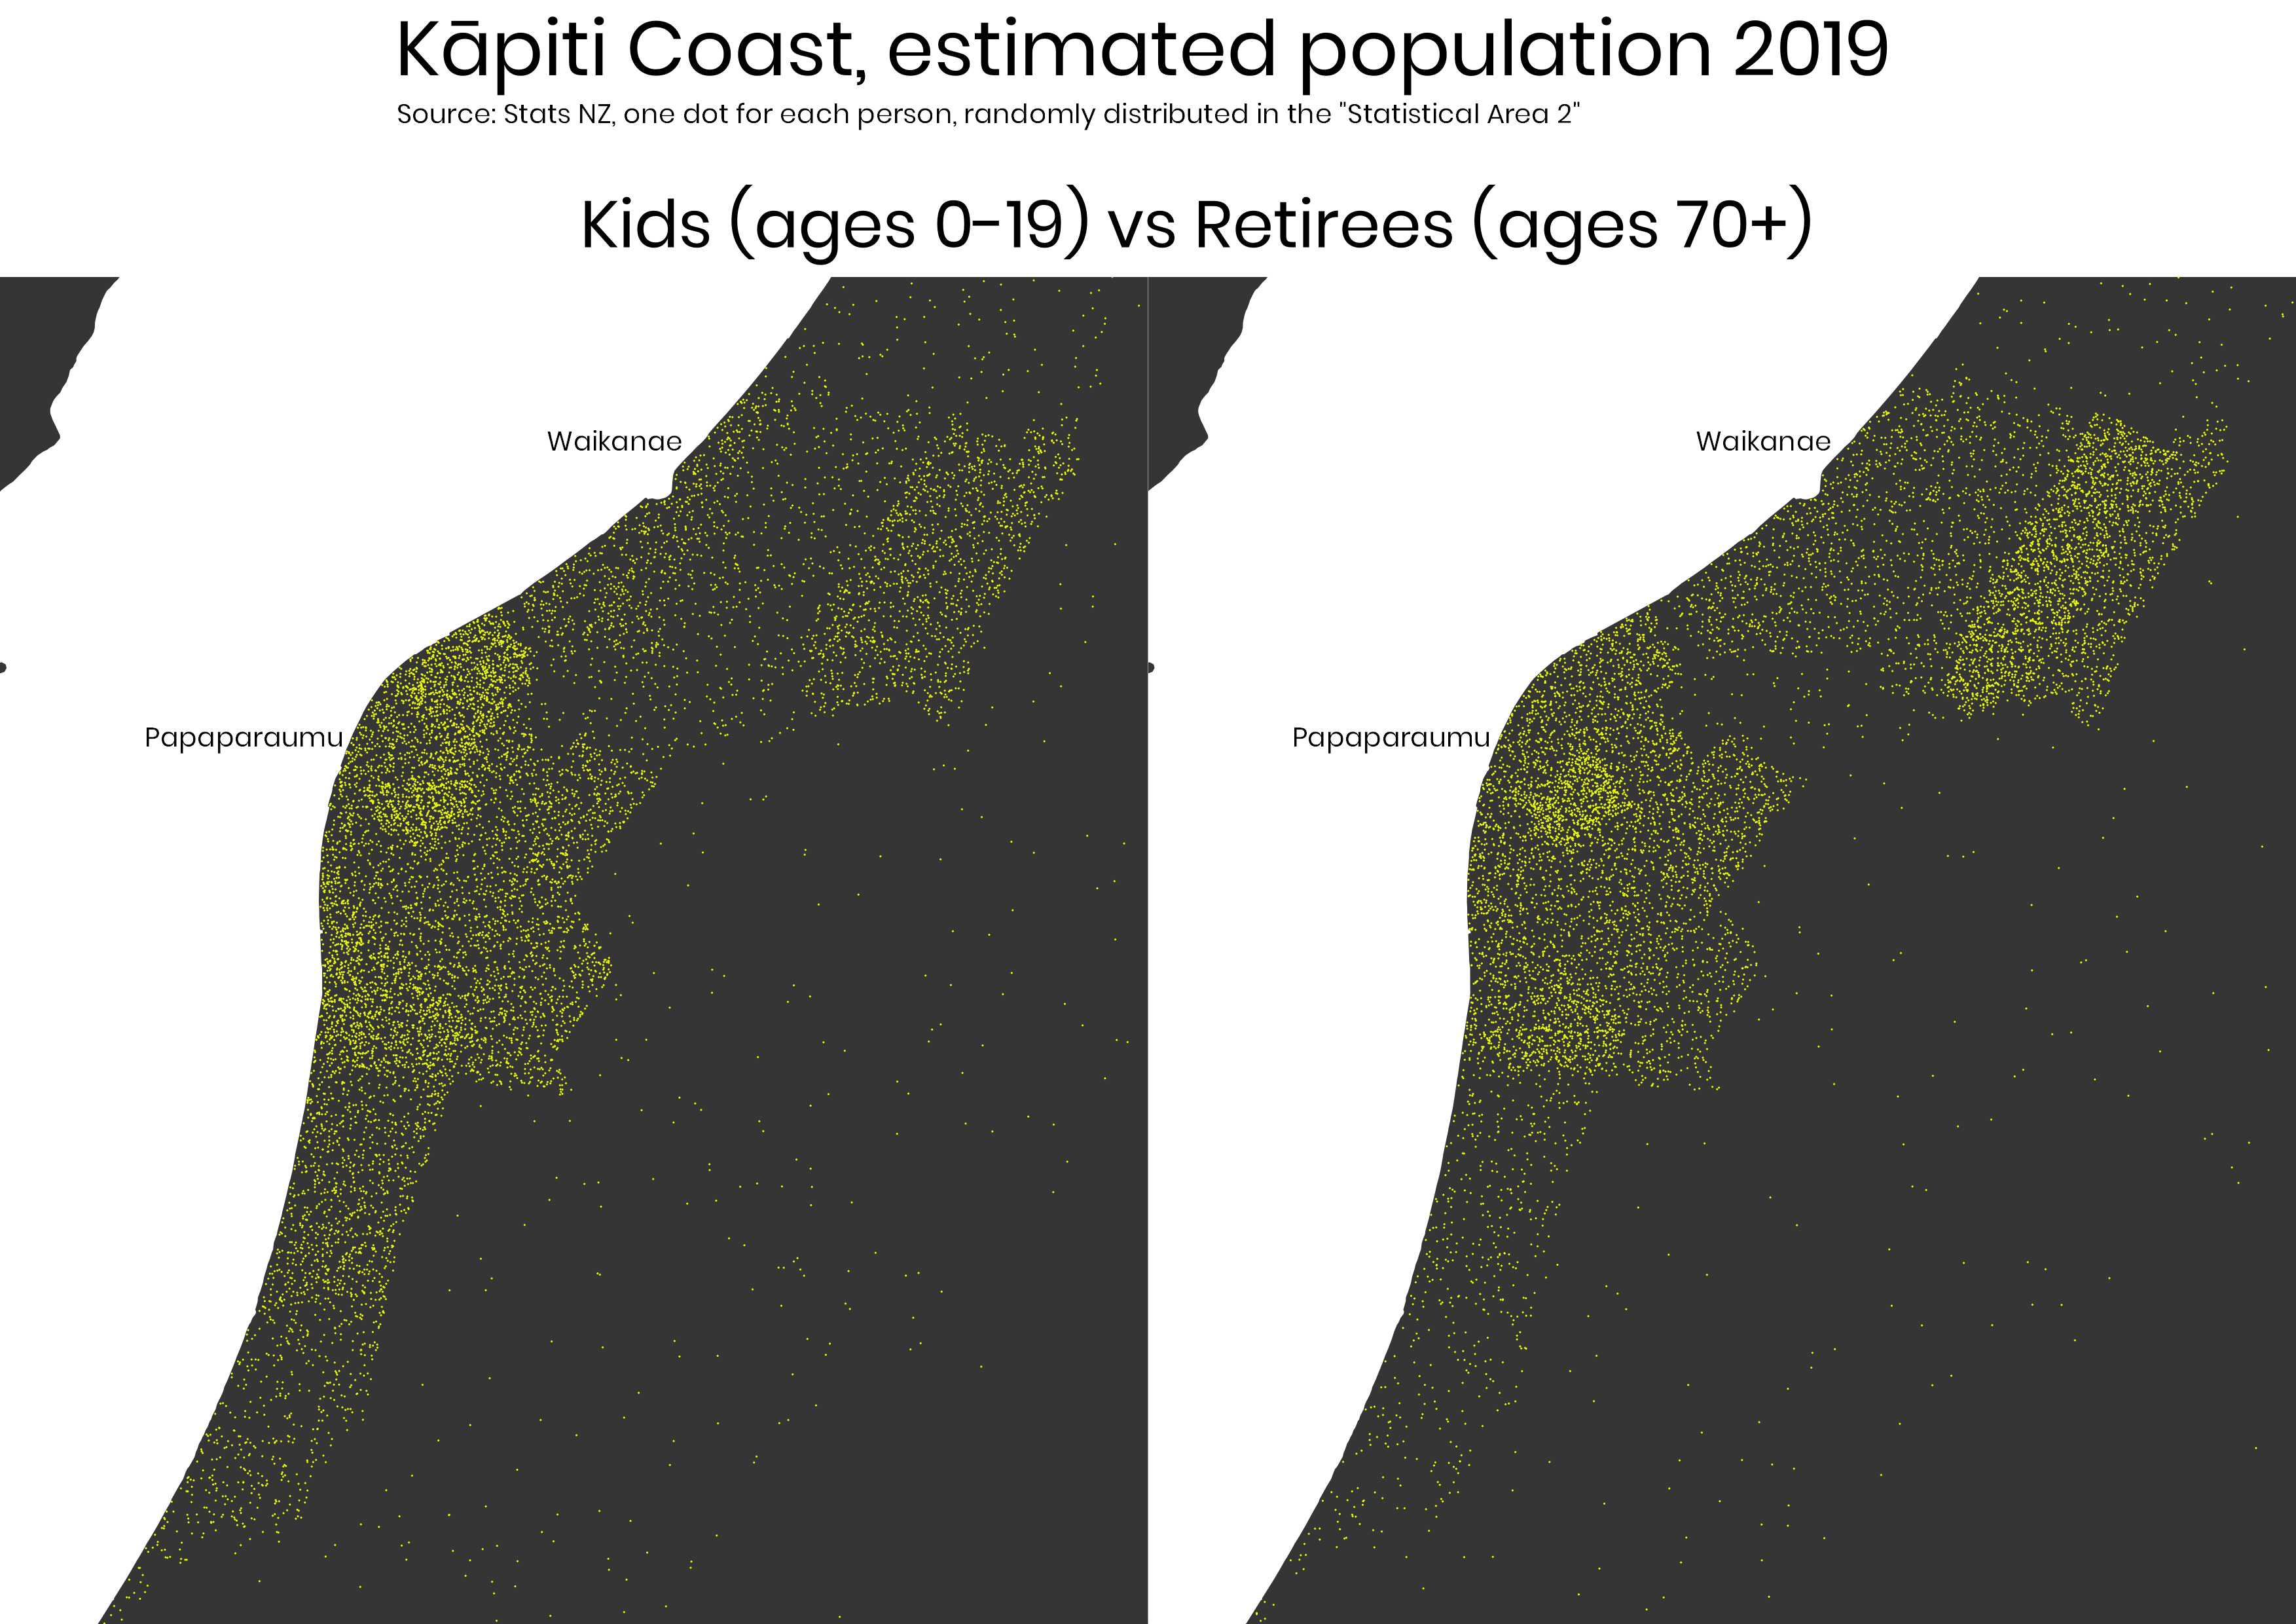 Kāpiti Coast, estimated population 2019
Source: Stats NZ, one dot for each person, randomly distributed in the "Statistical Area 2"
Kids (ages 0-19) vs Retirees (ages 70+)
Waikanae
Waikanae
Papaparaumu
Papaparaumu